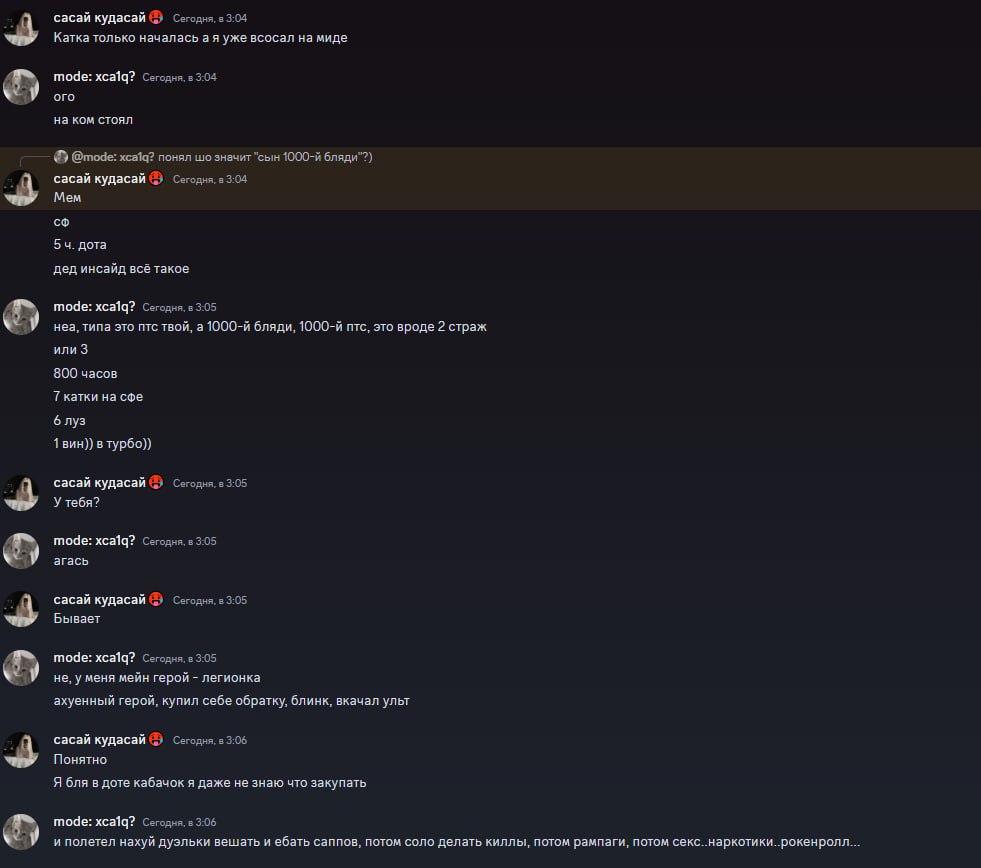 сасай кудасай🥵 Сегодня, в 3:04
Катка только началась а я уже всосал на миде
mode: xca1q? Сегодня, в 3:04
ого
на ком стоял
@mode: xca1q? понял шо значит "сын 1000-й бляди"?)
сасай кудасай🥵 Сегодня, в 3:04
Мем
сф
5 ч. дота
дед инсайд всё такое
mode: xca1q? Сегодня, в 3:05
неа, типа это птс твой, а 1000-й бляди, 1000-й птс, это вроде 2 страж
или 3
800 часов
7 катки на сфе
6 луз
1 вин)) в турбо))
сасай кудасай🥵 Сегодня, в 3:05
У тебя?
mode: xca1q? Сегодня, в 3:05
агась
сасай кудасай🥵 Сегодня, в 3:05
Бывает
mode: xca1q? Сегодня, в 3:05
не, у меня мейн герой - легионка
ахуенный герой, купил себе обратку, блинк, вкачал ульт
сасай кудасай🥵 Сегодня, в 3:06
Понятно
Я бля в доте кабачок я даже не знаю что закупать
mode: xca1q? Сегодня, в 3:06
и полетел нахуй дуэльки вешать и ебать саппов, потом соло делать киллы, потом рампаги, потом секс..наркотики..рокенролл...